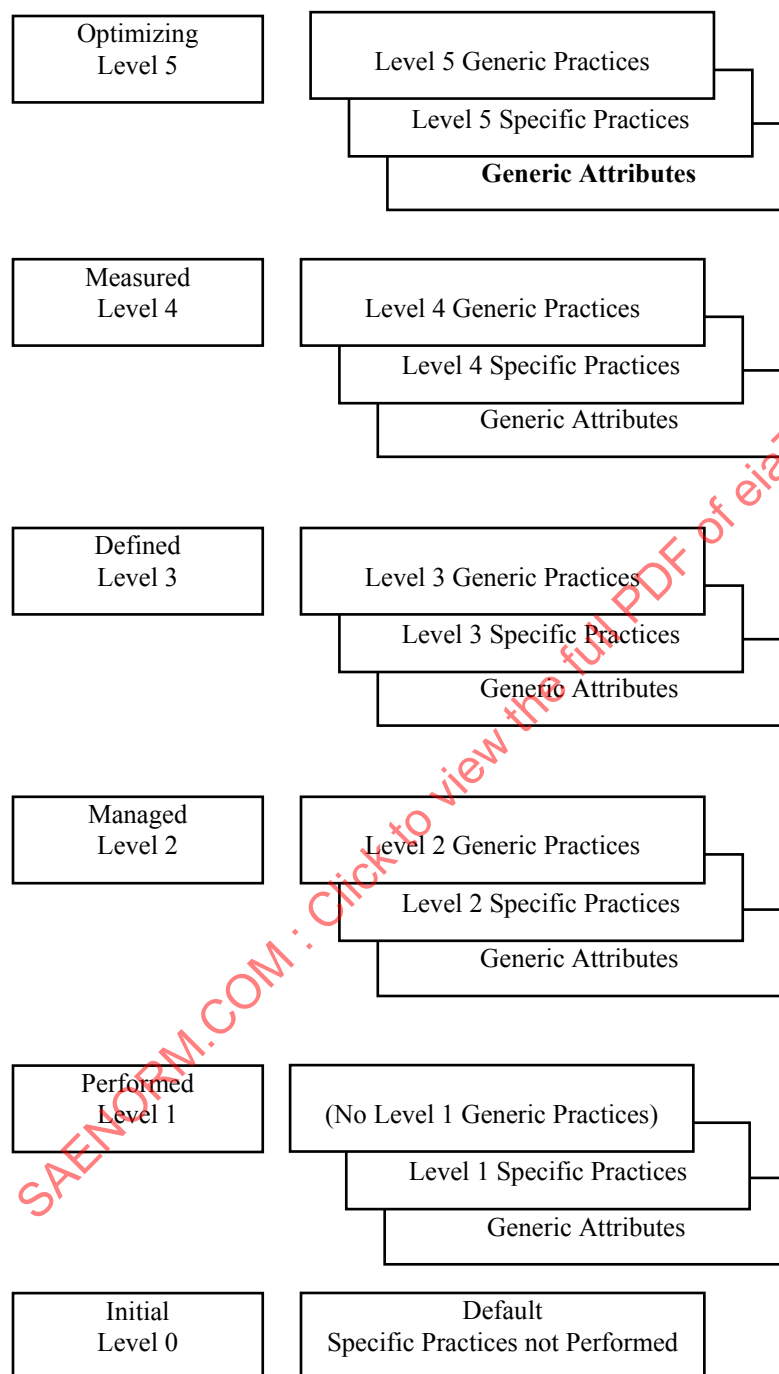 Optimizing
Level 5
Level 5 Generic Practices
Level 5 Specific Practices
Generic Attributes
Measured
Level 4
Level 4 Generic Practices
Level 4 Specific Practices
Generic Attributes
Defined
Level 3
Level 3 Generic Practices
Level 3 Specific Practices
Generic Attributes
Managed
Level 2
Level 2 Generic Practices
Level 2 Specific Practices
Generic Attributes
Performed
Level 1
(No Level 1 Generic Practices)
Level 1 Specific Practices
Generic Attributes
Initial
Level 0
Default
Specific Practices not Performed
SAENORM.COM : Click to view the full PDF of